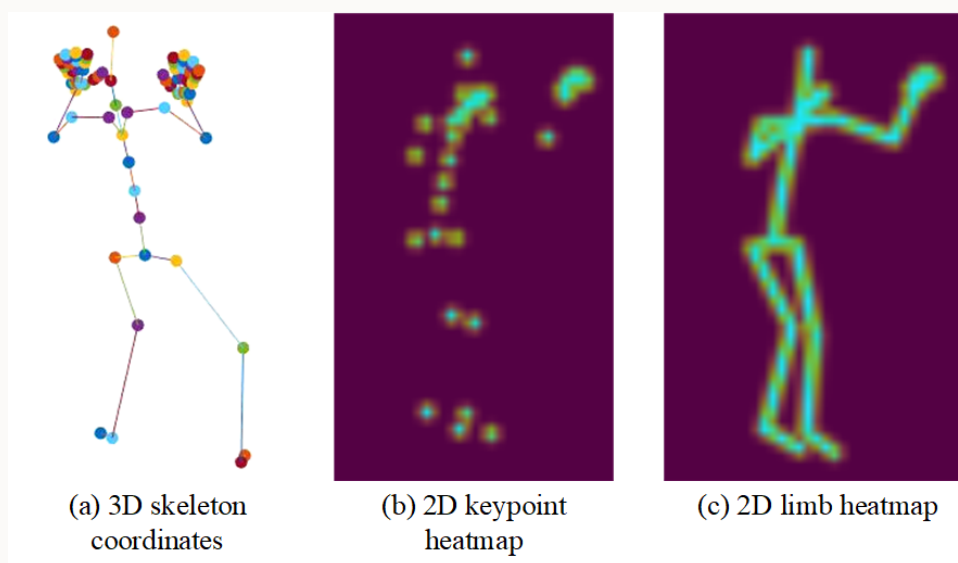 (a) 3D skeleton
coordinates
(b) 2D keypoint
heatmap
(c) 2D limb heatmap